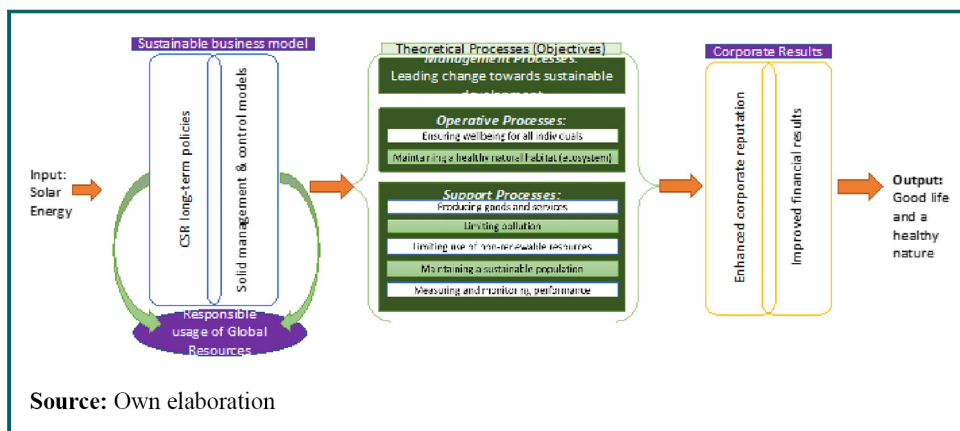 Sustainable business model
CSR long-term policies
Solid management & control models
Responsible
usage of Global
Resources
Input:
Solar
Energy
Theoretical Processes (Objectives)
Management Processes:
Leading change towards sustainable
development
Operative Processes:
Ensuring wellbeing for all individuals
Maintaining a healthy natural habitat (ecosystem)
Support Processes:
Producing goods and services
Limiting pollution
Limiting use of non-renewable resources
Maintaining a sustainable population
Measuring and monitoring performance
Corporate Results
Enhanced corporate reputation
Improved financial results
Output:
Good life
and a
healthy
nature
Source: Own elaboration